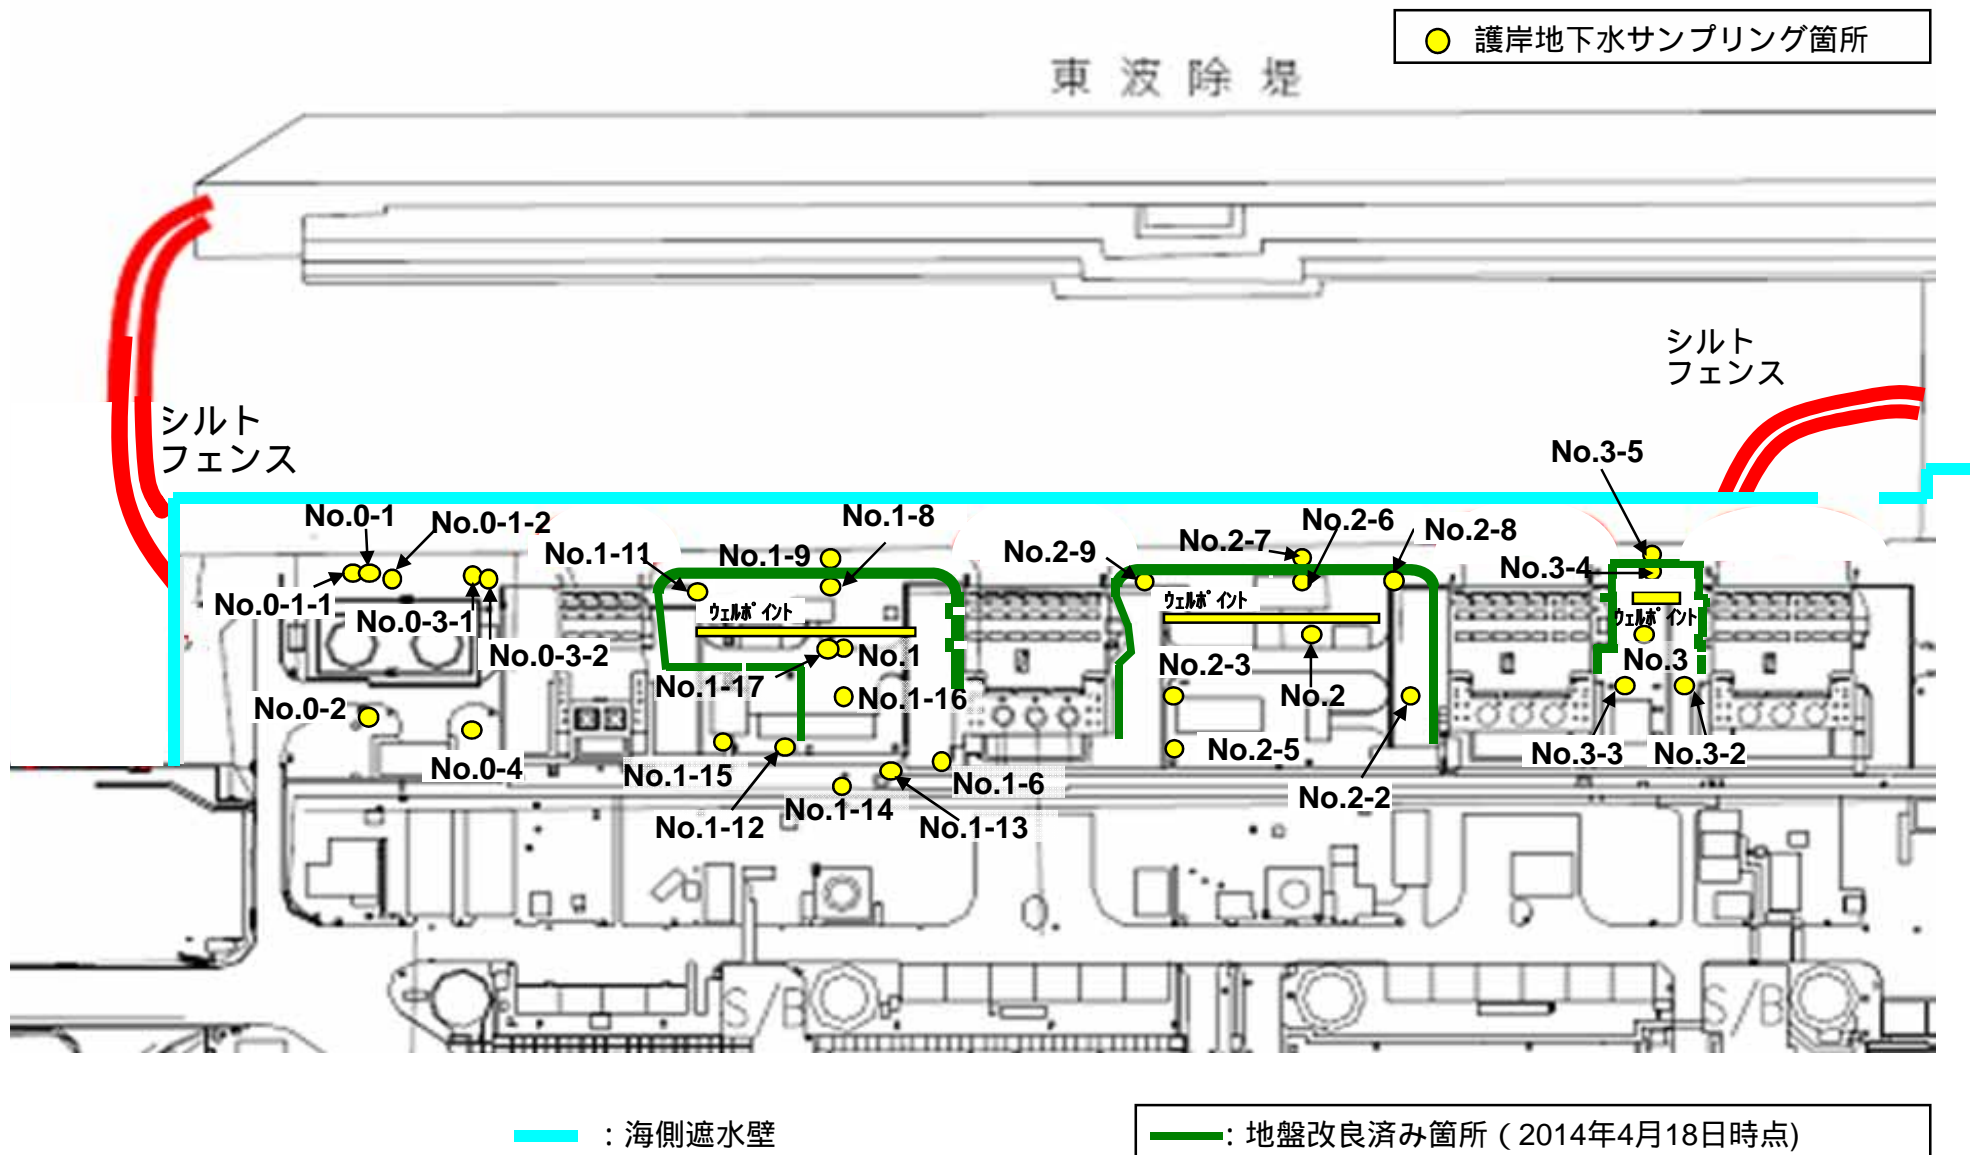 護岸地下水サンプリング箇所
東波除堤
シルト
フェンス
シルト
フェンス
No.3-5
No.0-1
No.0-1-2
No.1-8
No.2-6
No.2-8
No.1-11
No.1-9
No.2-9
No.2-7
No.3-4
No.0-1-1
No.0-3-1
ウェルポイント
ウェルポイント
ウェルポイント
No.0-3-2
No.1
No.1-17
No.1-16
No.2-3
No.2
No.3
No.0-2
No.0-4
No.1-15
No.1-6
No.2-5
No.3-3
No.3-2
No.2-2
No.1-12
No.1-14
No.1-13
S/B
S/B
：海側遮水壁
：地盤改良済み箇所（2014年4月18日時点)